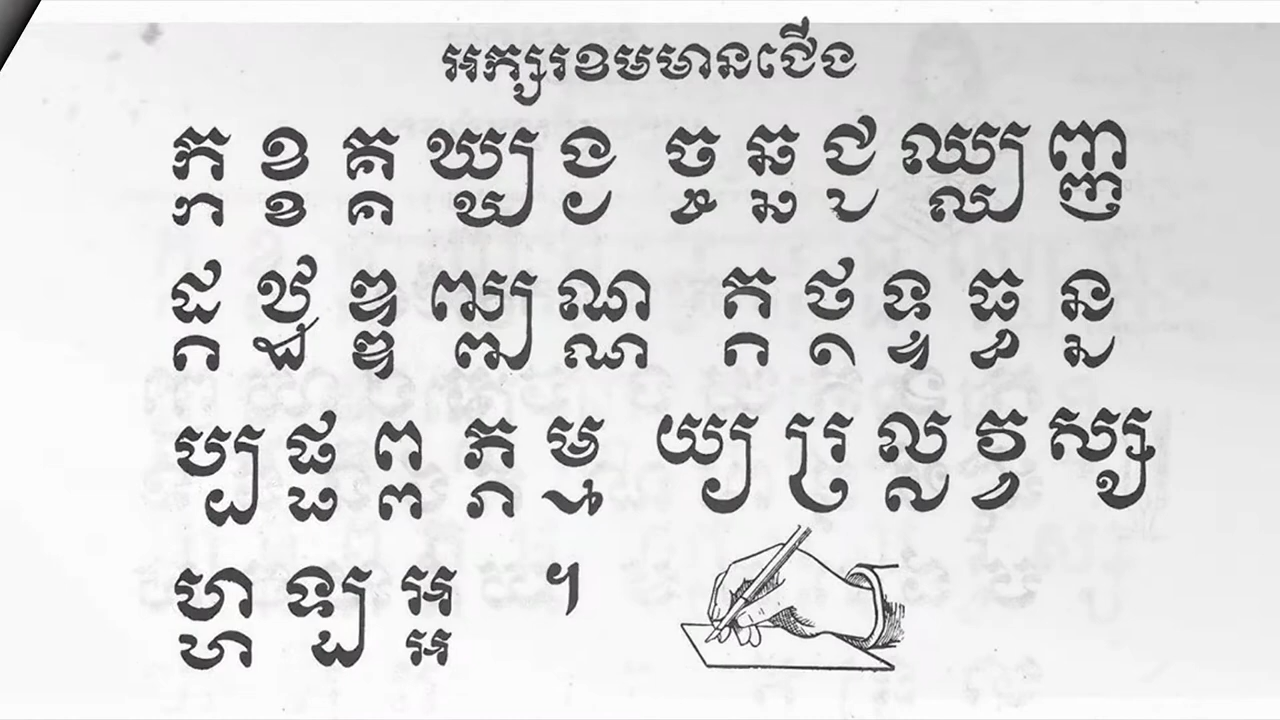 អក្សរខមមានជើង
ក្ក ខ្ខ គ្គ ឃ្ឃ ង្ង ច្ច ឆ្ឆ ជ្ជ ឈ្ឈ ញ្ញ
ដ្ដ ឋ្ឋ ឌ្ឌ ឍ្ឍ ណ្ណ ត្ត ថ្ថ ទ្ទ ធ្ធ ន្ន
ប្ប ផ្ផ ព្ព ភ្ភ ម្ម យ្យ រ្រ ល្ល វ្វ ស្ស
ហ្ហ ឡ្ឡ អ្អ ។